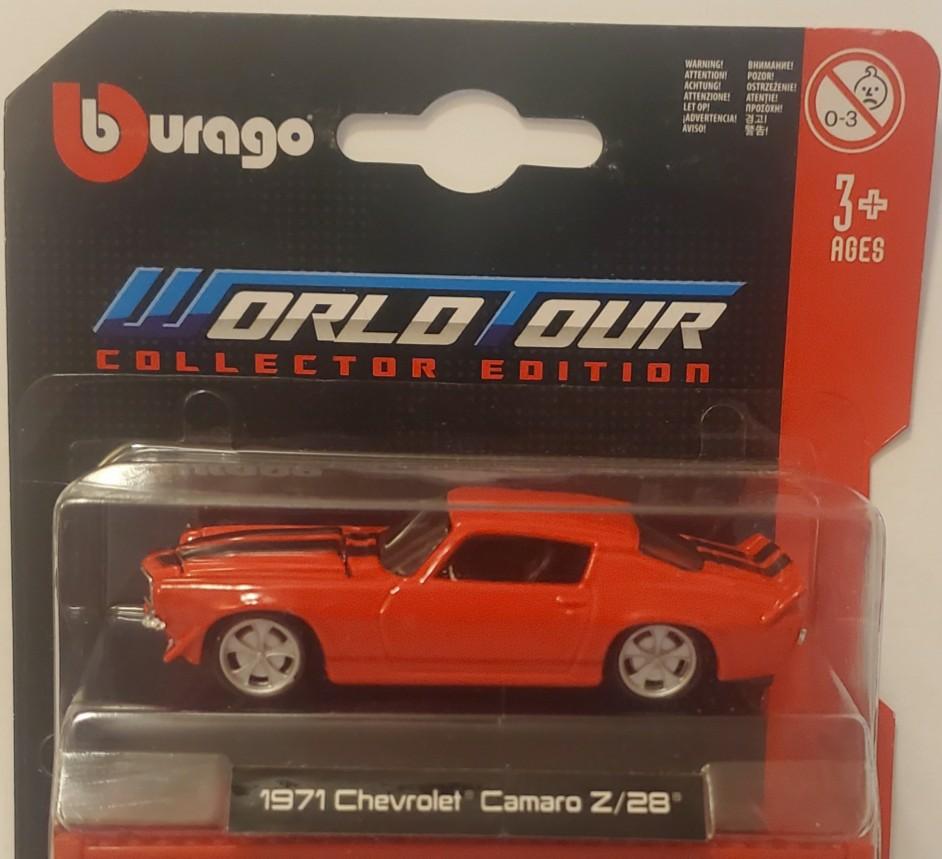 burago
WARNING!
ATTENTION!
ACHTUNG!
ATTENZIONE!
LET OP!
¡ADVERTENCIA!
AVISO!
ВНИМАНИЕ!
POZOR!
OSTRZEŻENIE!
ATENŢIE!
ΠΡΟΣΟΧΗ!
경고!
警告!
0-3
3+
AGES
WORLD TOUR
COLLECTOR EDITION
1971 Chevrolet® Camaro Z/28®